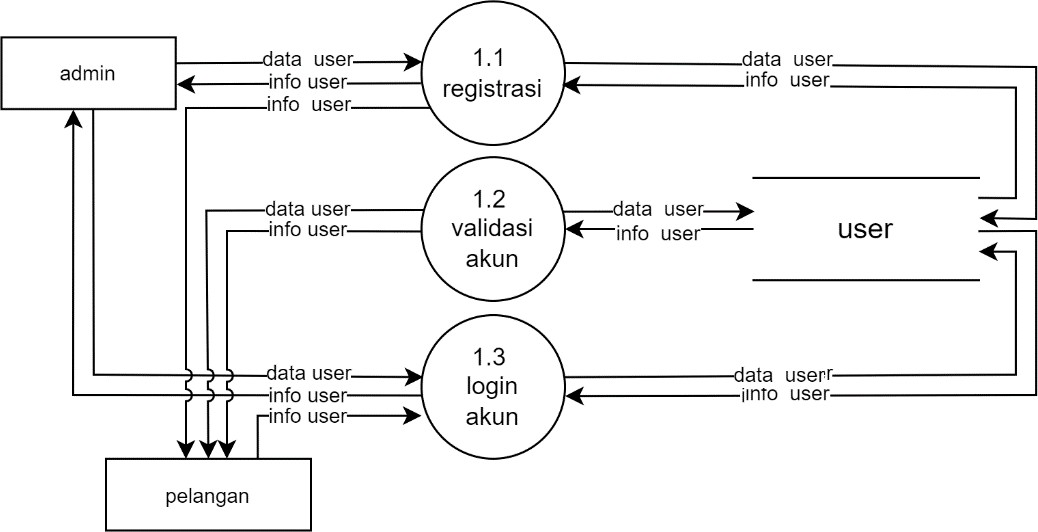 admin
data user
info user
info user
1.1
registrasi
data user
info user
data user
info user
1.2
validasi
akun
data user
info user
user
data user
info user
info user
1.3
login
akun
data user
info user
pelangan